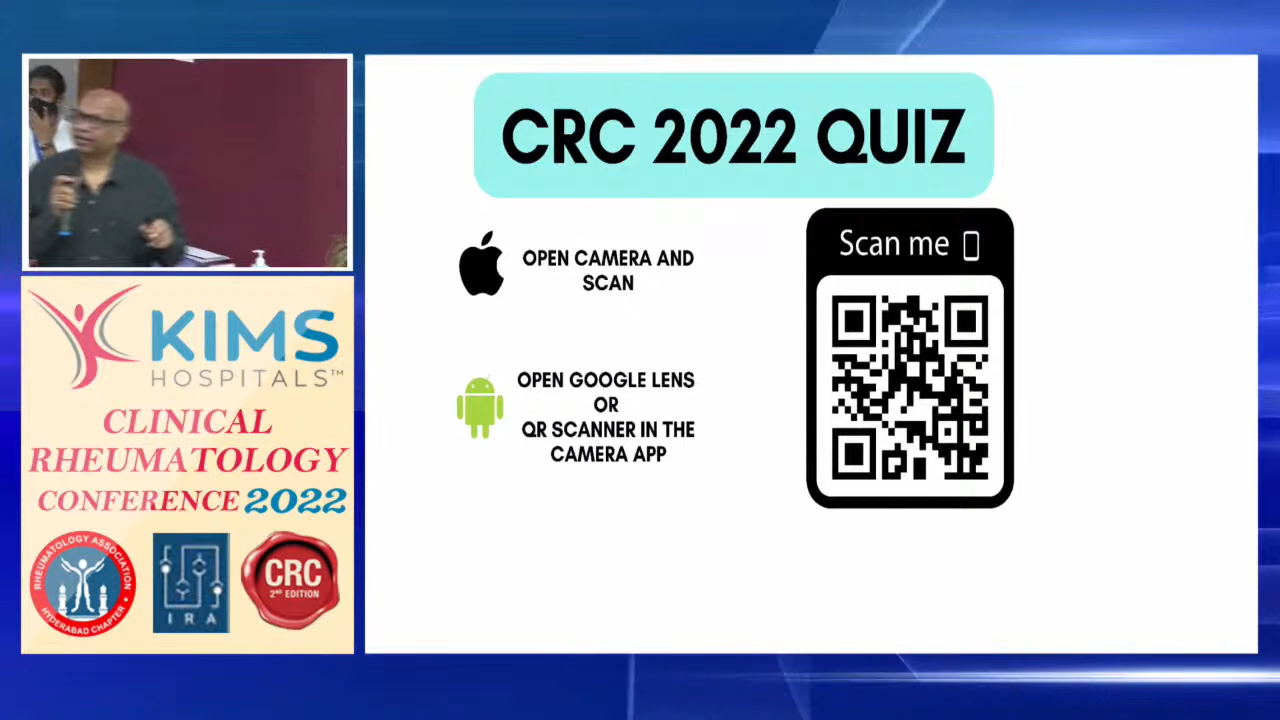 CRC 2022 QUIZ
OPEN CAMERA AND
SCAN
Scan me
OPEN GOOGLE LENS
OR
QR SCANNER IN THE
CAMERA APP
KIMS
HOSPITALS™
CLINICAL
RHEUMATOLOGY
CONFERENCE 2022
RHEUMATOLOGY ASSOCIATION
HYDERABAD CHAPTER
IRA
CRC
2ND EDITION